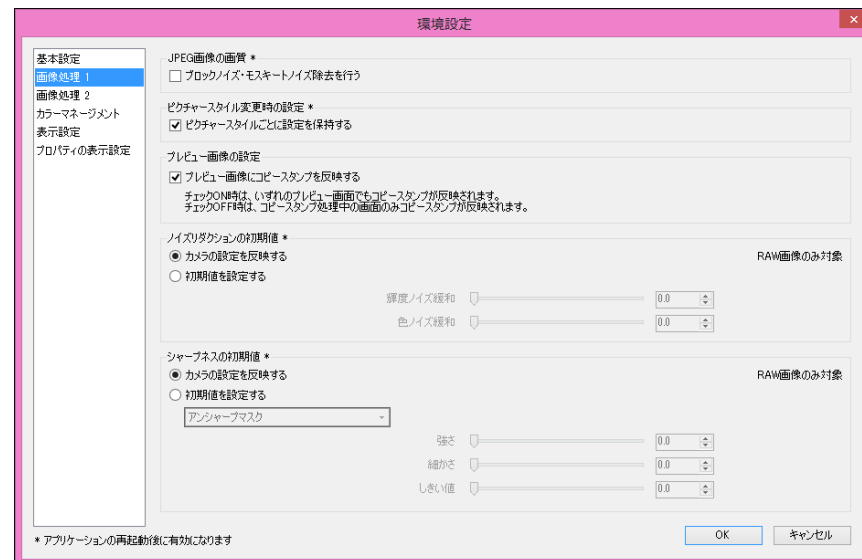 環境設定
×
基本設定
画像処理 1
画像処理 2
カラーマネージメント
表示設定
プロパティの表示設定
JPEG画像の画質 *
ブロックノイズ・モスキートノイズ除去を行う
ピクチャースタイル変更時の設定 *
ピクチャースタイルごとに設定を保持する
プレビュー画像の設定
プレビュー画像にコピースタンプを反映する
チェックON時は、いずれのプレビュー画面でもコピースタンプが反映されます。
チェックOFF時は、コピースタンプ処理中の画面のみコピースタンプが反映されます。
ノイズリダクションの初期値 *
カメラの設定を反映する RAW画像のみ対象
初期値を設定する
輝度ノイズ緩和 0.0
色ノイズ緩和 0.0
シャープネスの初期値 *
カメラの設定を反映する RAW画像のみ対象
初期値を設定する
アンシャープマスク
強さ 0.0
細かさ 0.0
しきい値 0.0
* アプリケーションの再起動後に有効になります
OK キャンセル